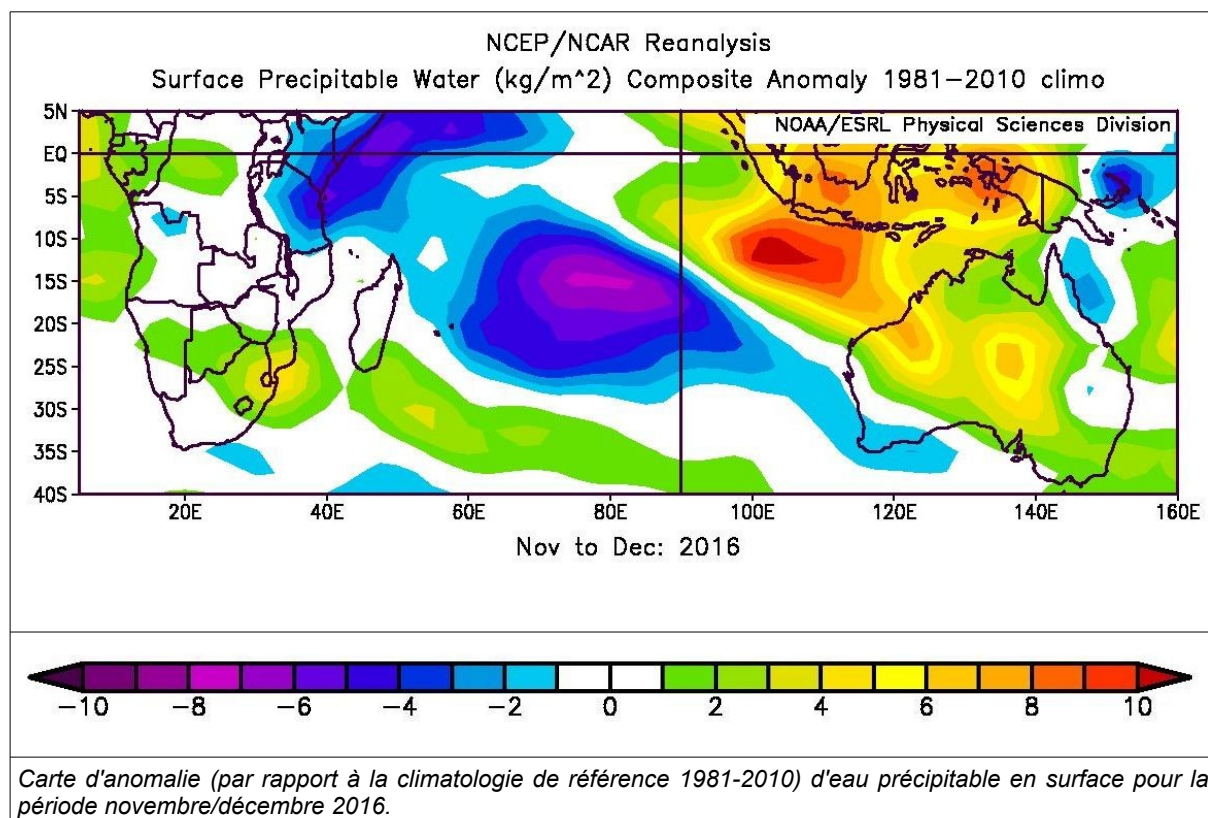 NCEP/NCAR Reanalysis
Surface Precipitable Water (kg/m^2) Composite Anomaly 1981-2010 climo
NOAA/ESRL Physical Sciences Division
5N
EQ
5S
10S
15S
20S
25S
30S
35S
40S
20E 40E 60E 80E 100E 120E 140E 160E
Nov to Dec: 2016
-10 -8 -6 -4 -2 0 2 4 6 8 10
Carte d'anomalie (par rapport à la climatologie de référence 1981-2010) d'eau précipitable en surface pour la
période novembre/décembre 2016.